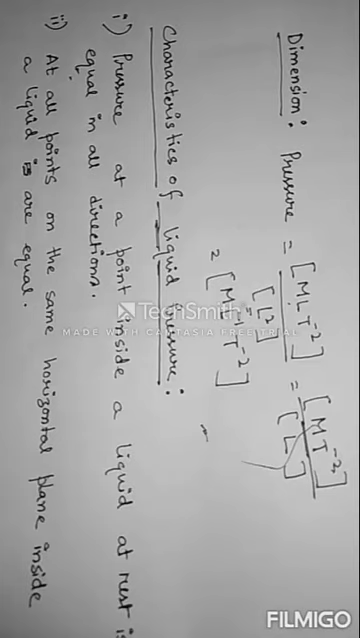 Dimension: Pressure = [MLT⁻²] / [L²] = [MT⁻²] / [L]
= [ML⁻¹T⁻²]
Characteristics of liquid pressure:
i) Pressure at a point inside a liquid at rest is
equal in all directions.
ii) At all points on the same horizontal plane inside
a liquid are equal.
TechSmith
MADE WITH CAMTASIA FREE TRIAL
FILMIGO